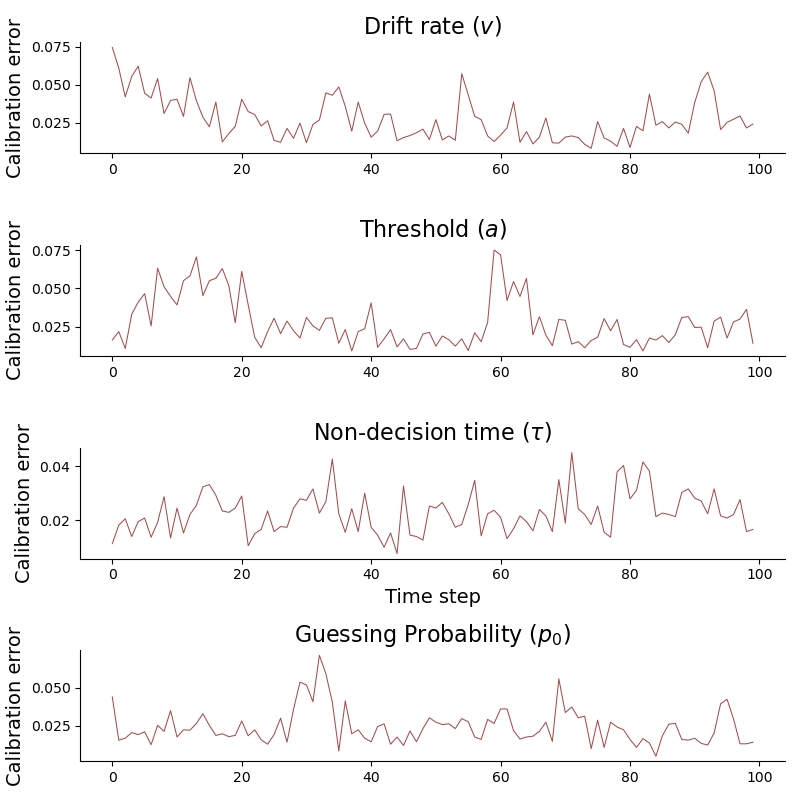 Drift rate (v)
Calibration error
0.075
0.050
0.025
0 20 40 60 80 100
Threshold (a)
Calibration error
0.075
0.050
0.025
0 20 40 60 80 100
Non-decision time (τ)
Calibration error
0.04
0.02
0 20 40 60 80 100
Time step
Guessing Probability (p₀)
Calibration error
0.050
0.025
0 20 40 60 80 100